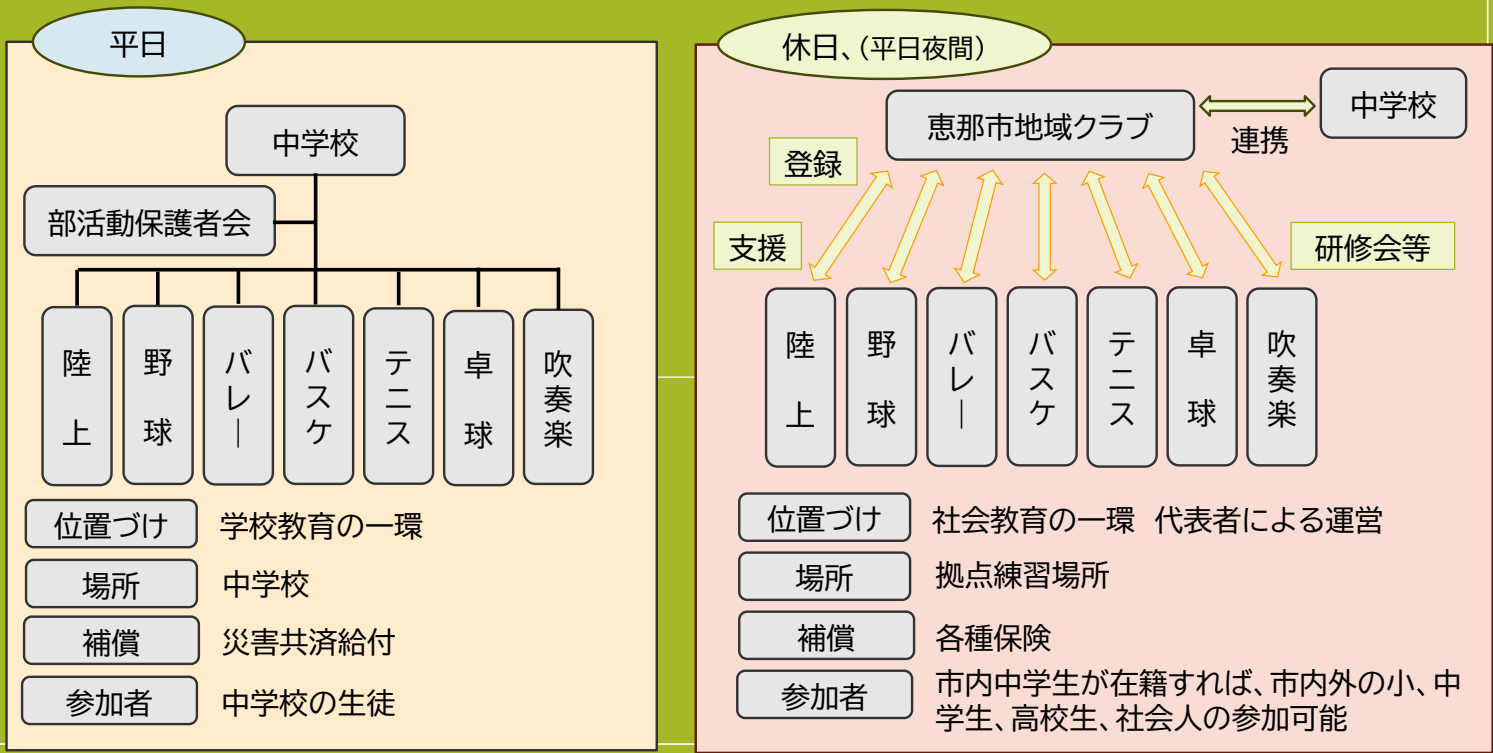 平日
中学校
部活動保護者会
陸上
野球
バレー
バスケ
テニス
卓球
吹奏楽
位置づけ 学校教育の一環
場所 中学校
補償 災害共済給付
参加者 中学校の生徒
休日、（平日夜間）
恵那市地域クラブ
中学校
連携
登録
支援
研修会等
陸上
野球
バレー
バスケ
テニス
卓球
吹奏楽
位置づけ 社会教育の一環 代表者による運営
場所 拠点練習場所
補償 各種保険
参加者 市内中学生が在籍すれば、市内外の小、中
学生、高校生、社会人の参加可能